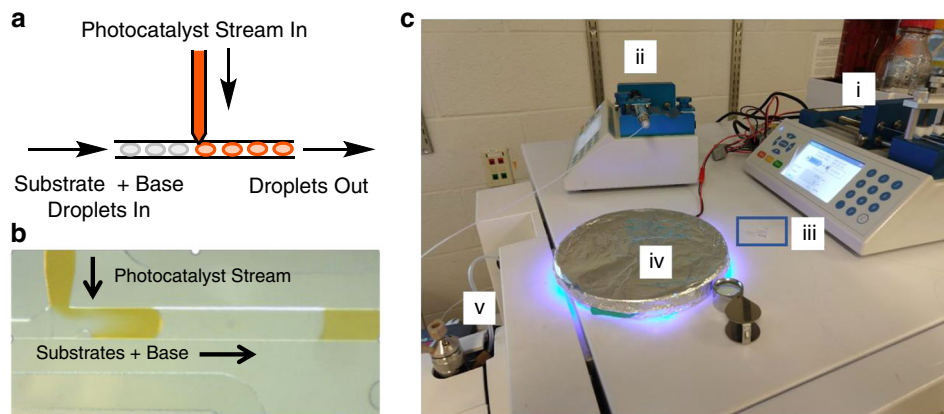 a
Photocatalyst Stream In
Substrate + Base
Droplets In
Droplets Out
b
Photocatalyst Stream
Substrates + Base
c
i
ii
iii
iv
v